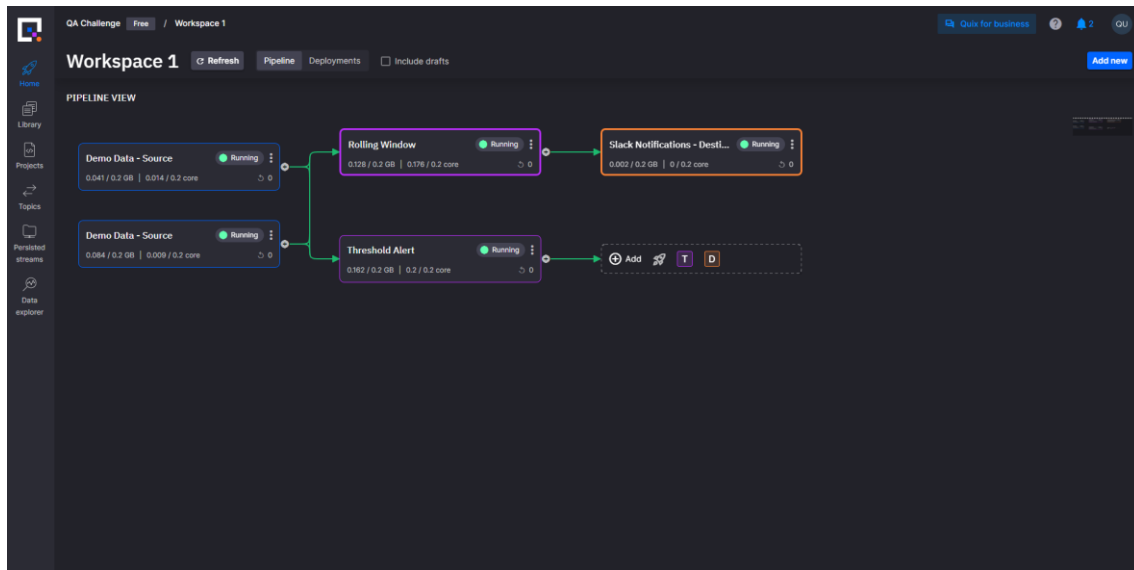 QA Challenge Free / Workspace 1
Quix for business ? 2 QU
Workspace 1 Refresh Pipeline Deployments Include drafts Add new
Home
Library
Projects
Topics
Persisted
streams
Data
explorer
PIPELINE VIEW
Demo Data - Source Running
0.041 / 0.2 GB | 0.014 / 0.2 core 0
Rolling Window Running
0.128 / 0.2 GB | 0.176 / 0.2 core 0
Slack Notifications - Desti... Running
0.002 / 0.2 GB | 0 / 0.2 core 0
Demo Data - Source Running
0.084 / 0.2 GB | 0.009 / 0.2 core 0
Threshold Alert Running
0.162 / 0.2 GB | 0.2 / 0.2 core 0
Add T D